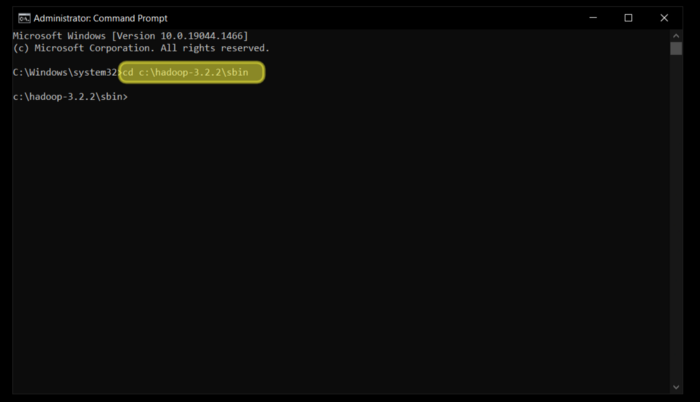 Administrator: Command Prompt
Microsoft Windows [Version 10.0.19044.1466]
(c) Microsoft Corporation. All rights reserved.
C:\Windows\system32>cd c:\hadoop-3.2.2\sbin
c:\hadoop-3.2.2\sbin>